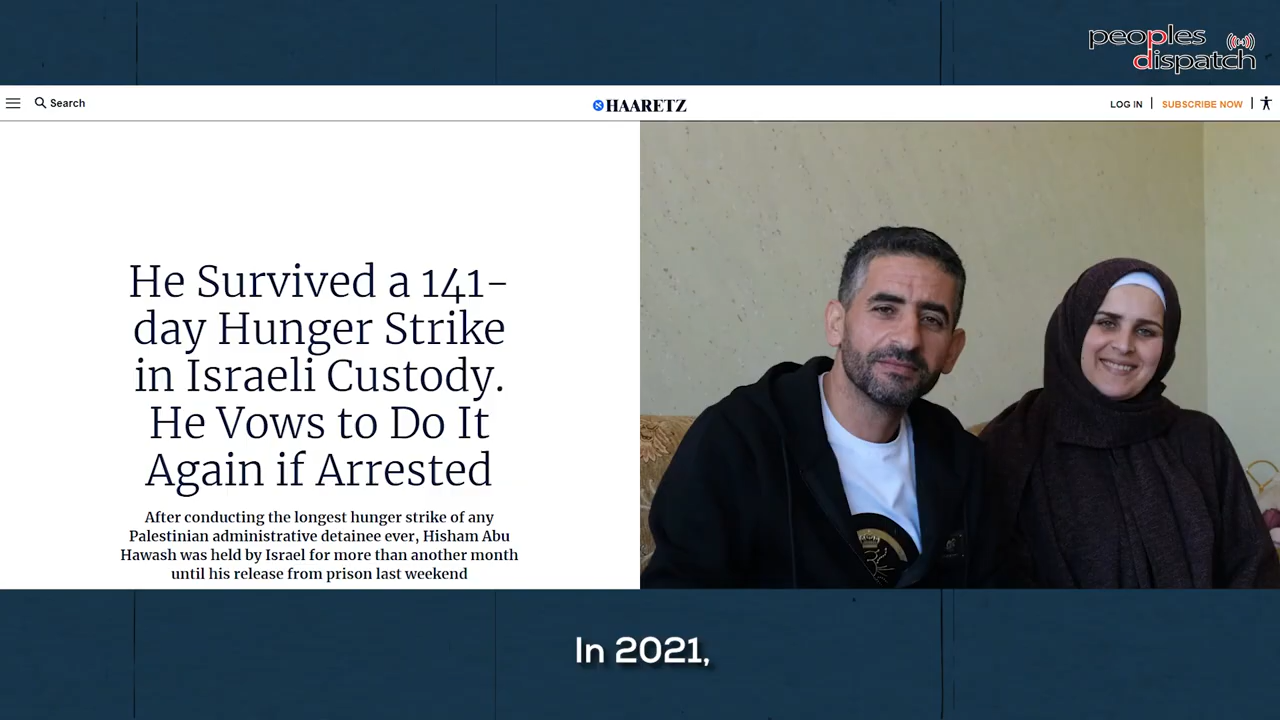 peoples
dispatch
Search
HAARETZ
LOG IN
SUBSCRIBE NOW
He Survived a 141-
day Hunger Strike
in Israeli Custody.
He Vows to Do It
Again if Arrested
After conducting the longest hunger strike of any
Palestinian administrative detainee ever, Hisham Abu
Hawash was held by Israel for more than another month
until his release from prison last weekend
In 2021,